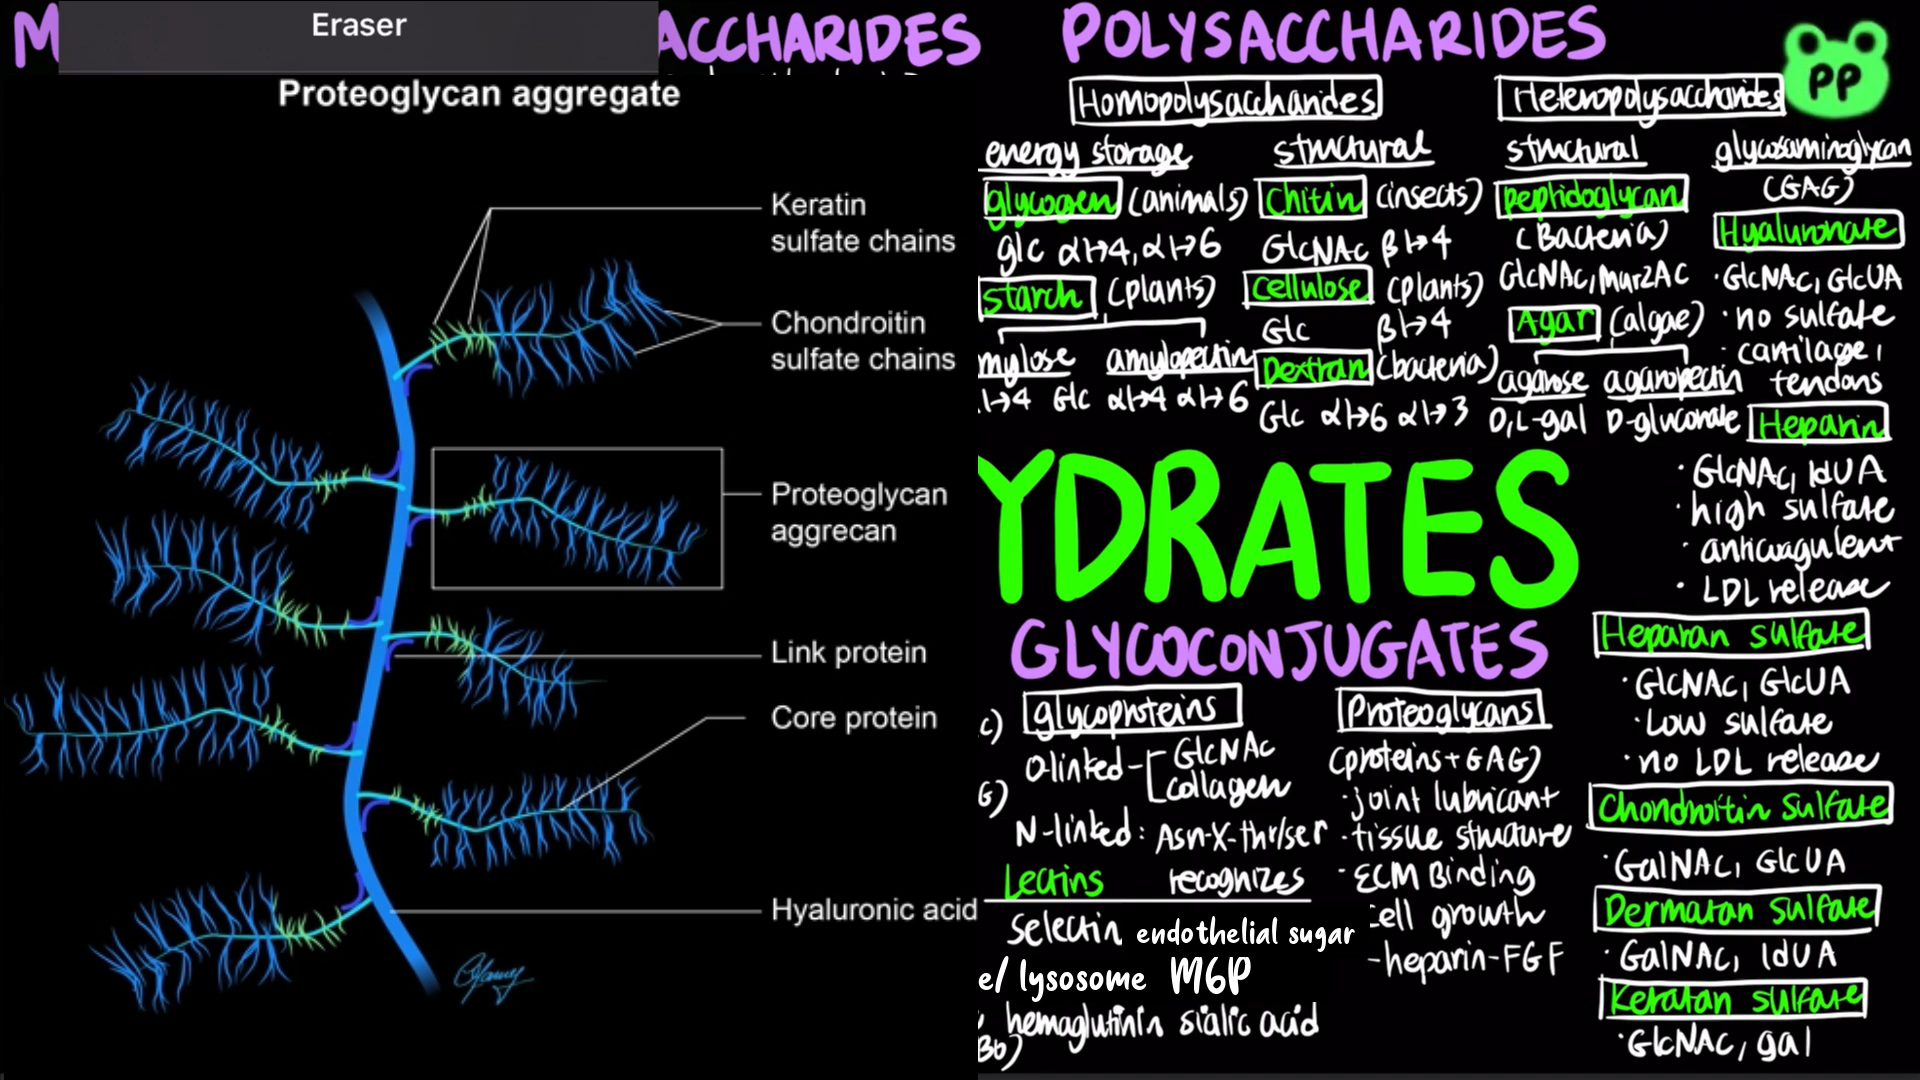 Eraser
M
ACCHARIDES
Proteoglycan aggregate
Keratin
sulfate chains
Chondroitin
sulfate chains
Proteoglycan
aggrecan
Link protein
Core protein
Hyaluronic acid
POLYSACCHARIDES
PP
Homopolysaccharides
energy storage
glycogen (animals)
glc α1→4, α1→6
starch (plants)
mylose amylopectin
1→4 Glc α1→4 α1→6
structural
Chitin (insects)
GlcNAc β1→4
Cellulose (plants)
Glc β1→4
Dextran (bacteria)
Glc α1→6 α1→3
Heteropolysaccharides
structural
peptidoglycan
(Bacteria)
GlcNAc, Mur2Ac
Agar (algae)
agarose agaropectin
D,L-gal D-gluconate
glycosaminoglycan
(GAG)
Hyaluronate
·GlcNAc, GlcUA
·no sulfate
·cartilage,
tendons
Heparin
·GlcNAc, IdUA
·high sulfate
·anticoagulent
·LDL release
Heparan sulfate
·GlcNAc, GlcUA
·Low sulfate
·no LDL release
Chondroitin sulfate
·GalNAc, GlcUA
Dermatan sulfate
·GalNAc, IdUA
Keratan sulfate
·GlcNAc, gal
YDRATES
GLYCOCONJUGATES
c) glycoproteins
O-linked-[GlcNAc
collagen
G)
N-linked: Asn-X-thr/ser
Lectins recognizes
Selectin endothelial sugar
e/ lysosome M6P
hemaglutinin sialic acid
Bb)
Proteoglycans
(proteins+GAG)
·joint lubricant
·tissue structure
·ECM Binding
cell growth
-heparin-FGF